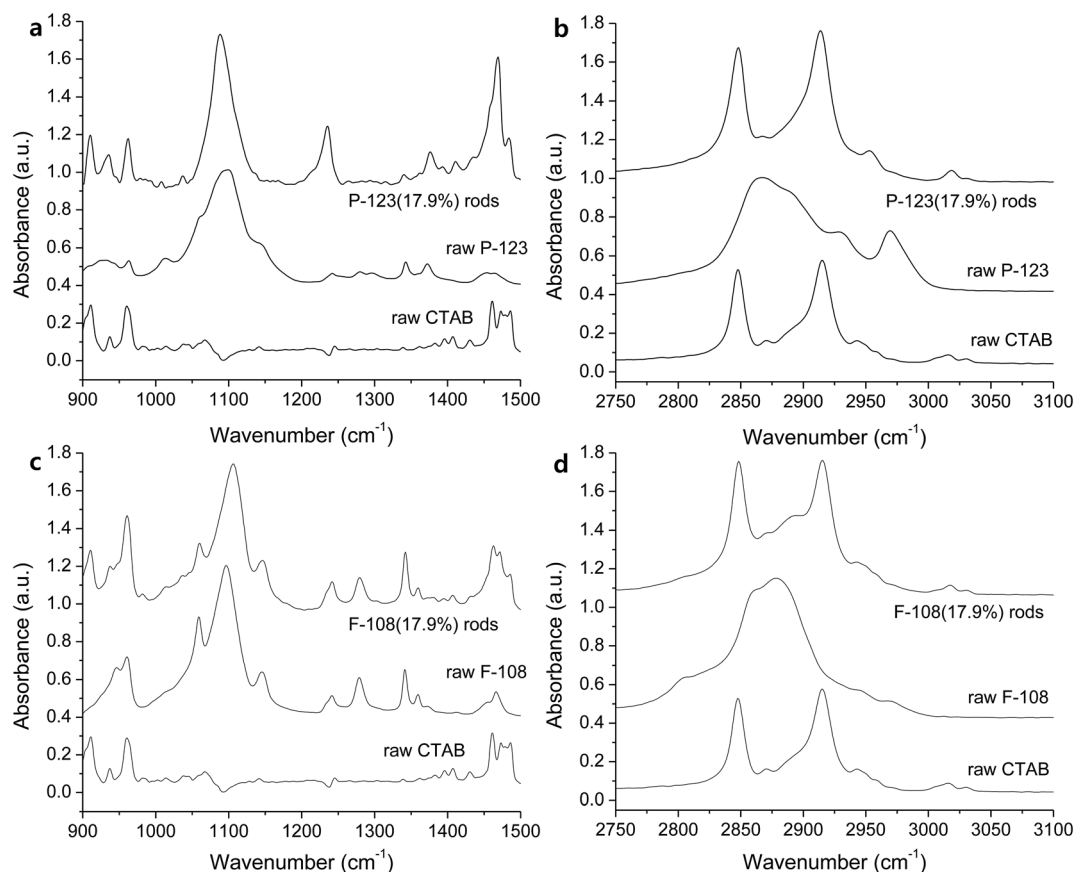 a
1.8
1.6
1.4
1.2
1.0
0.8
0.6
0.4
0.2
0.0
Absorbance (a.u.)
P-123(17.9%) rods
raw P-123
raw CTAB
900 1000 1100 1200 1300 1400 1500
Wavenumber (cm⁻¹)
b
1.8
1.6
1.4
1.2
1.0
0.8
0.6
0.4
0.2
0.0
Absorbance (a.u.)
P-123(17.9%) rods
raw P-123
raw CTAB
2750 2800 2850 2900 2950 3000 3050 3100
Wavenumber (cm⁻¹)
c
1.8
1.6
1.4
1.2
1.0
0.8
0.6
0.4
0.2
0.0
Absorbance (a.u.)
F-108(17.9%) rods
raw F-108
raw CTAB
900 1000 1100 1200 1300 1400 1500
Wavenumber (cm⁻¹)
d
1.8
1.6
1.4
1.2
1.0
0.8
0.6
0.4
0.2
0.0
Absorbance (a.u.)
F-108(17.9%) rods
raw F-108
raw CTAB
2750 2800 2850 2900 2950 3000 3050 3100
Wavenumber (cm⁻¹)